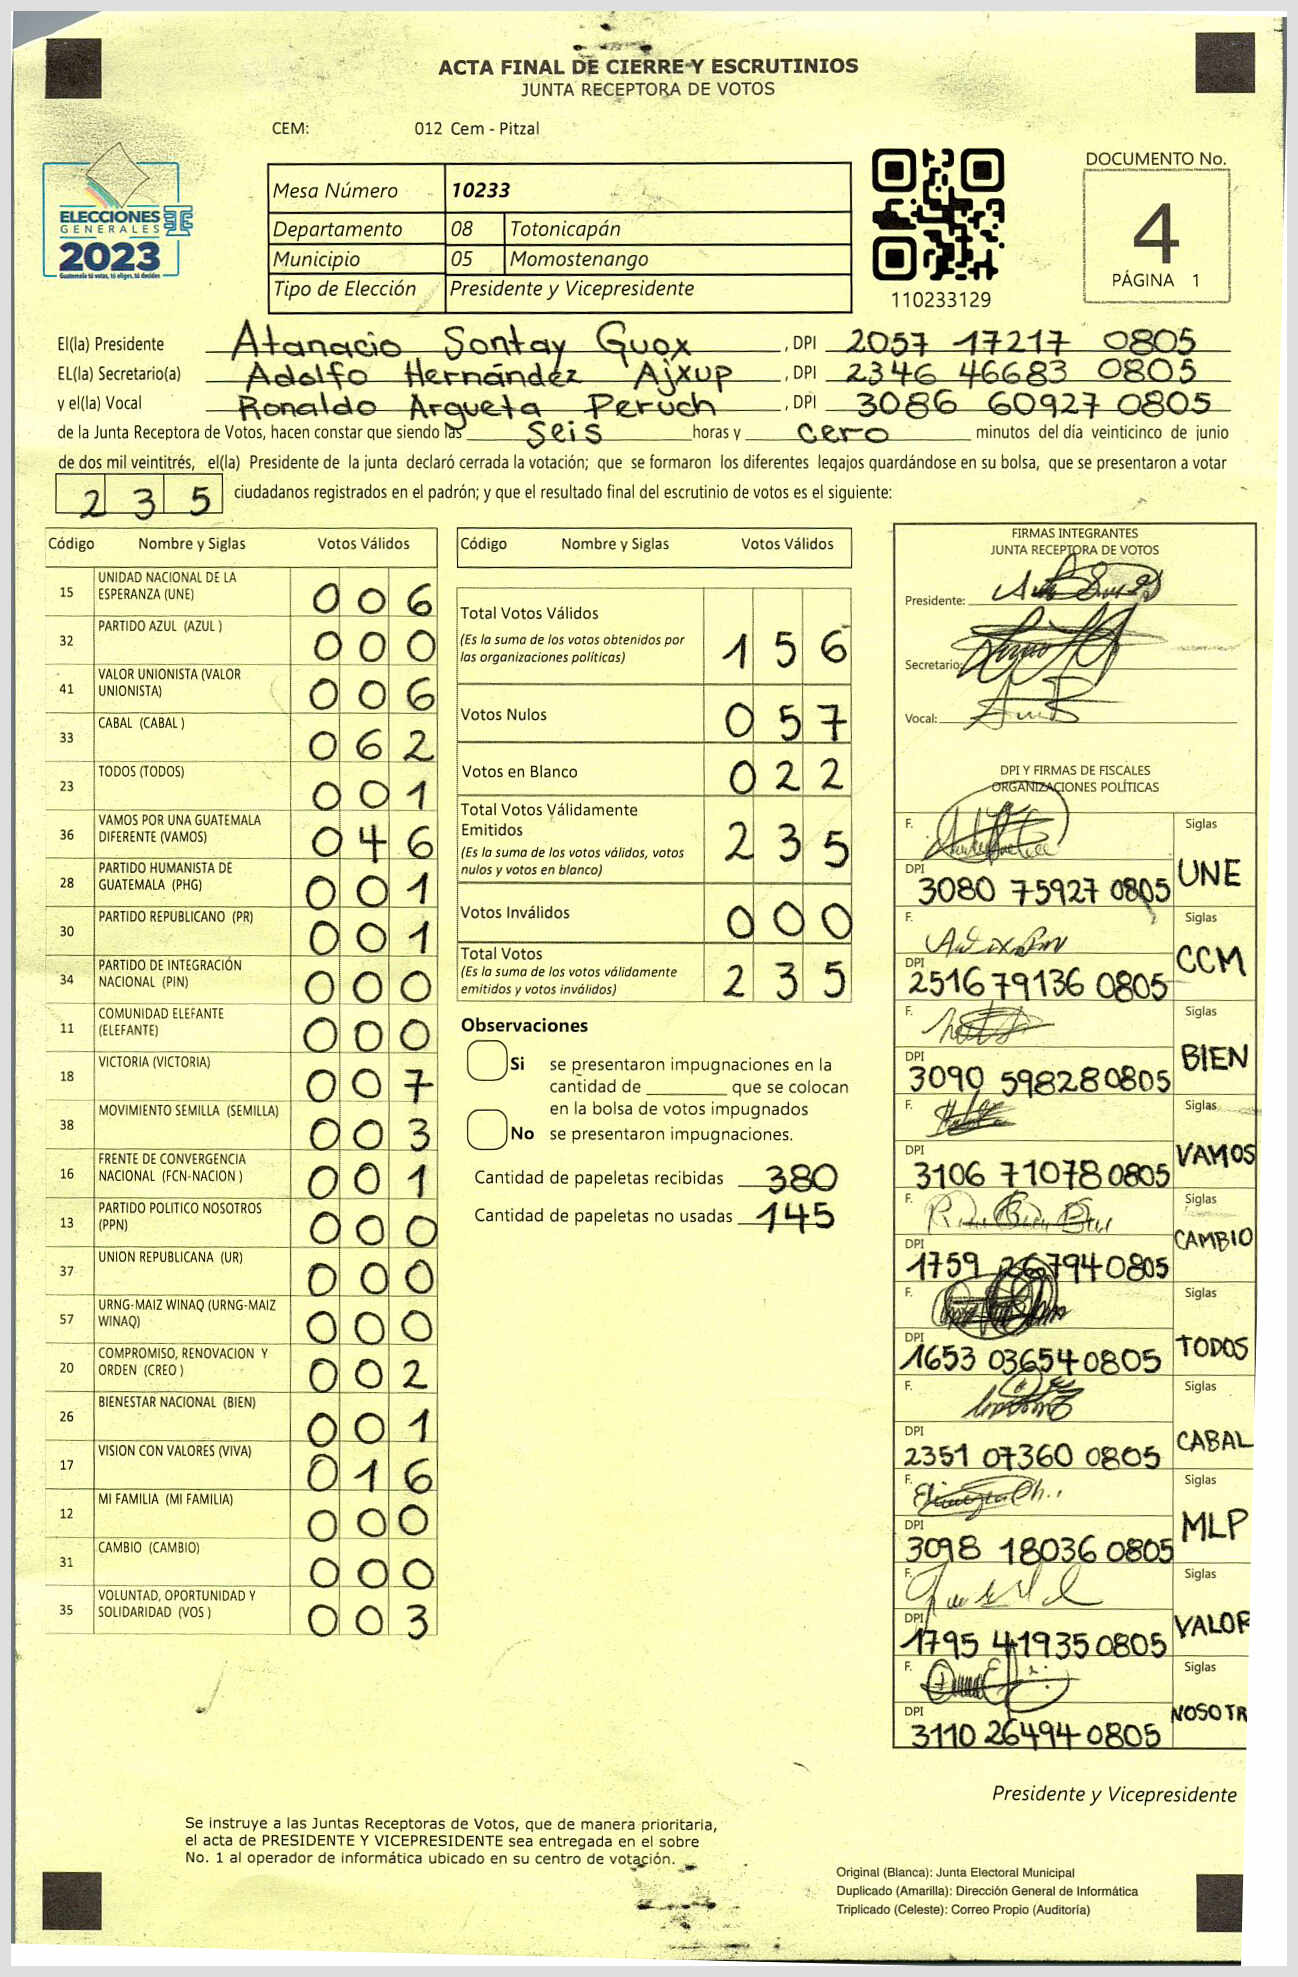 ACTA FINAL DE CIERRE Y ESCRUTINIOS
JUNTA RECEPTORA DE VOTOS
CEM: 012 Cem - Pitzal
ELECCIONES
GENERALES
2023
Guatemala tú votas, tú eliges, tú decides
TSE
Mesa Número 10233
Departamento 08 Totonicapán
Municipio 05 Momostenango
Tipo de Elección Presidente y Vicepresidente
110233129
DOCUMENTO No.
4
PÁGINA 1
El(la) Presidente Atanacio Sontay Guox , DPI 2057 17217 0805
EL(la) Secretario(a) Adolfo Hernández Ajxup , DPI 2346 46683 0805
y el(la) Vocal Ronaldo Argueta Peruch , DPI 3086 60927 0805
de la Junta Receptora de Votos, hacen constar que siendo las seis horas y cero minutos del día veinticinco de junio
de dos mil veintitrés, el(la) Presidente de la junta declaró cerrada la votación; que se formaron los diferentes legajos guardándose en su bolsa, que se presentaron a votar
2 3 5 ciudadanos registrados en el padrón; y que el resultado final del escrutinio de votos es el siguiente:
Código Nombre y Siglas Votos Válidos
15 UNIDAD NACIONAL DE LA ESPERANZA (UNE) 0 0 6
32 PARTIDO AZUL (AZUL ) 0 0 0
41 VALOR UNIONISTA (VALOR UNIONISTA) 0 0 6
33 CABAL (CABAL ) 0 6 2
23 TODOS (TODOS) 0 0 1
36 VAMOS POR UNA GUATEMALA DIFERENTE (VAMOS) 0 4 6
28 PARTIDO HUMANISTA DE GUATEMALA (PHG) 0 0 1
30 PARTIDO REPUBLICANO (PR) 0 0 1
34 PARTIDO DE INTEGRACIÓN NACIONAL (PIN) 0 0 0
11 COMUNIDAD ELEFANTE (ELEFANTE) 0 0 0
18 VICTORIA (VICTORIA) 0 0 7
38 MOVIMIENTO SEMILLA (SEMILLA) 0 0 3
16 FRENTE DE CONVERGENCIA NACIONAL (FCN-NACION ) 0 0 1
13 PARTIDO POLITICO NOSOTROS (PPN) 0 0 0
37 UNION REPUBLICANA (UR) 0 0 0
57 URNG-MAIZ WINAQ (URNG-MAIZ WINAQ) 0 0 0
20 COMPROMISO, RENOVACION Y ORDEN (CREO ) 0 0 2
26 BIENESTAR NACIONAL (BIEN) 0 0 1
17 VISION CON VALORES (VIVA) 0 1 6
12 MI FAMILIA (MI FAMILIA) 0 0 0
31 CAMBIO (CAMBIO) 0 0 0
35 VOLUNTAD, OPORTUNIDAD Y SOLIDARIDAD (VOS ) 0 0 3
Código Nombre y Siglas Votos Válidos
Total Votos Válidos 1 5 6
(Es la suma de los votos obtenidos por
las organizaciones políticas)
Votos Nulos 0 5 7
Votos en Blanco 0 2 2
Total Votos Válidamente
Emitidos 2 3 5
(Es la suma de los votos válidos, votos
nulos y votos en blanco)
Votos Inválidos 0 0 0
Total Votos 2 3 5
(Es la suma de los votos válidamente
emitidos y votos inválidos)
Observaciones
Si se presentaron impugnaciones en la
cantidad de ________ que se colocan
en la bolsa de votos impugnados
No se presentaron impugnaciones.
Cantidad de papeletas recibidas 380
Cantidad de papeletas no usadas 145
FIRMAS INTEGRANTES
JUNTA RECEPTORA DE VOTOS
Presidente:
Secretario:
Vocal:
DPI Y FIRMAS DE FISCALES
ORGANIZACIONES POLÍTICAS
F. Siglas
DPI 3080 75927 0805 UNE
F. Siglas
DPI 2516 79136 0805 CCM
F. Siglas
DPI 3090 59828 0805 BIEN
F. Siglas
DPI 3106 71078 0805 VAMOS
F. Siglas
DPI 1759 26794 0805 CAMBIO
F. Siglas
DPI 1653 03654 0805 TODOS
F. Siglas
DPI 2351 07360 0805 CABAL
F. Siglas
DPI 3098 18036 0805 MLP
F. Siglas
DPI 1795 41935 0805 VALOR
F. Siglas
DPI 3110 26494 0805 NOSOTR
Presidente y Vicepresidente
Se instruye a las Juntas Receptoras de Votos, que de manera prioritaria,
el acta de PRESIDENTE Y VICEPRESIDENTE sea entregada en el sobre
No. 1 al operador de informática ubicado en su centro de votación.
Original (Blanca): Junta Electoral Municipal
Duplicado (Amarilla): Dirección General de Informática
Triplicado (Celeste): Correo Propio (Auditoría)